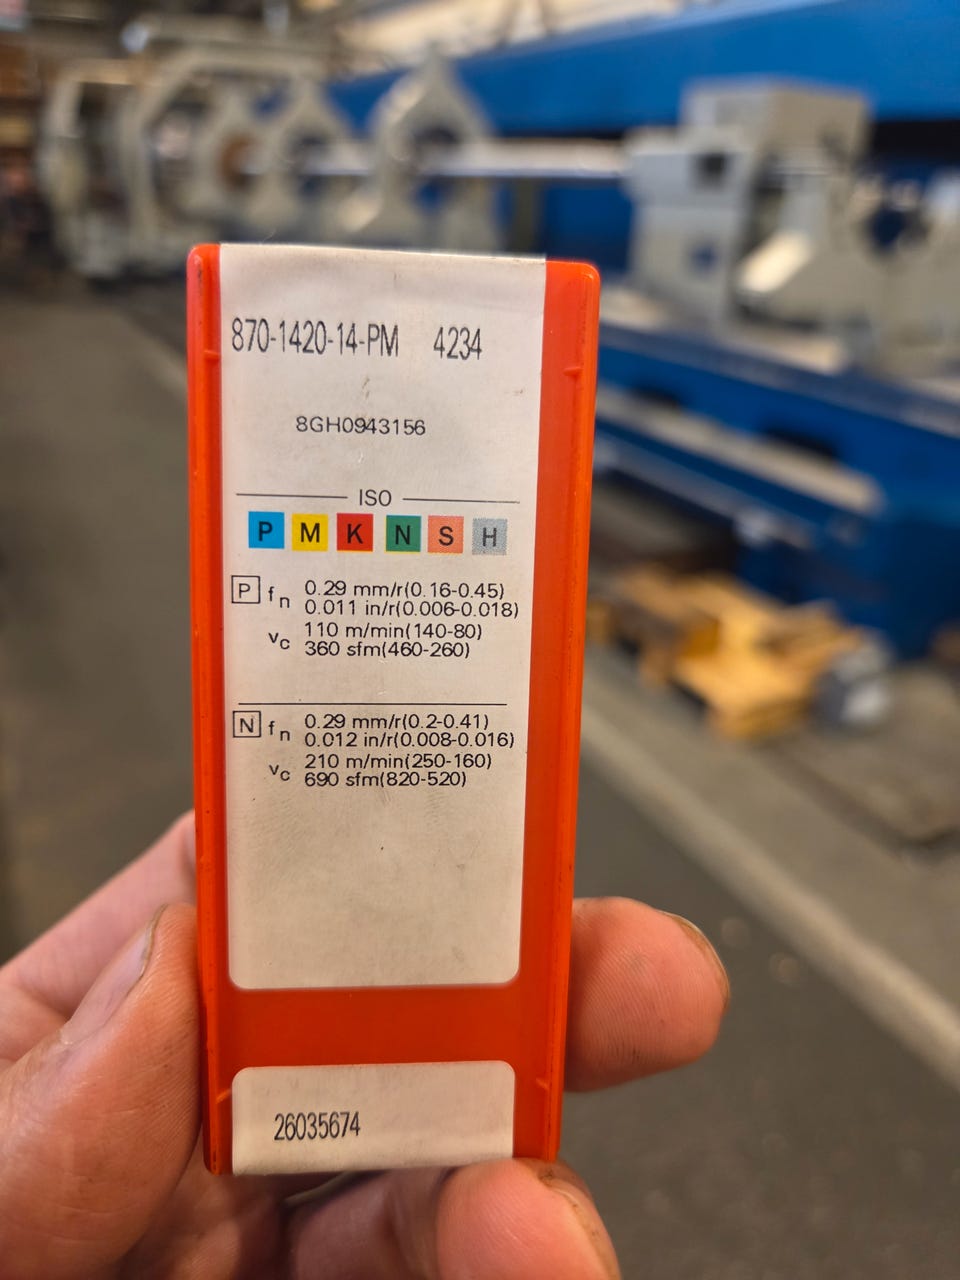 870-1420-14-PM 4234
8GH0943156
ISO
P M K N S H
P fn 0.29 mm/r(0.16-0.45)
0.011 in/r(0.006-0.018)
vc 110 m/min(140-80)
360 sfm(460-260)
N fn 0.29 mm/r(0.2-0.41)
0.012 in/r(0.008-0.016)
vc 210 m/min(250-160)
690 sfm(820-520)
26035674